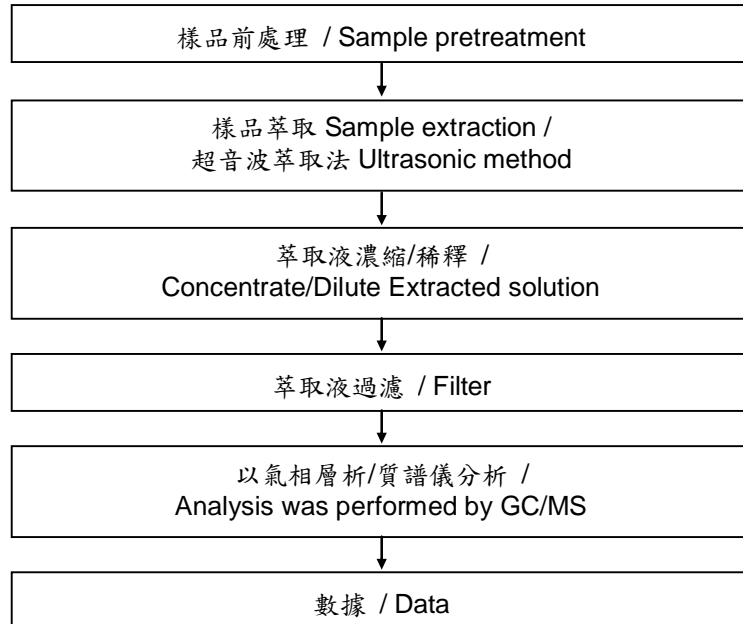 樣品前處理 / Sample pretreatment
樣品萃取 Sample extraction /
超音波萃取法 Ultrasonic method
萃取液濃縮/稀釋 /
Concentrate/Dilute Extracted solution
萃取液過濾 / Filter
以氣相層析/質譜儀分析 /
Analysis was performed by GC/MS
數據 / Data